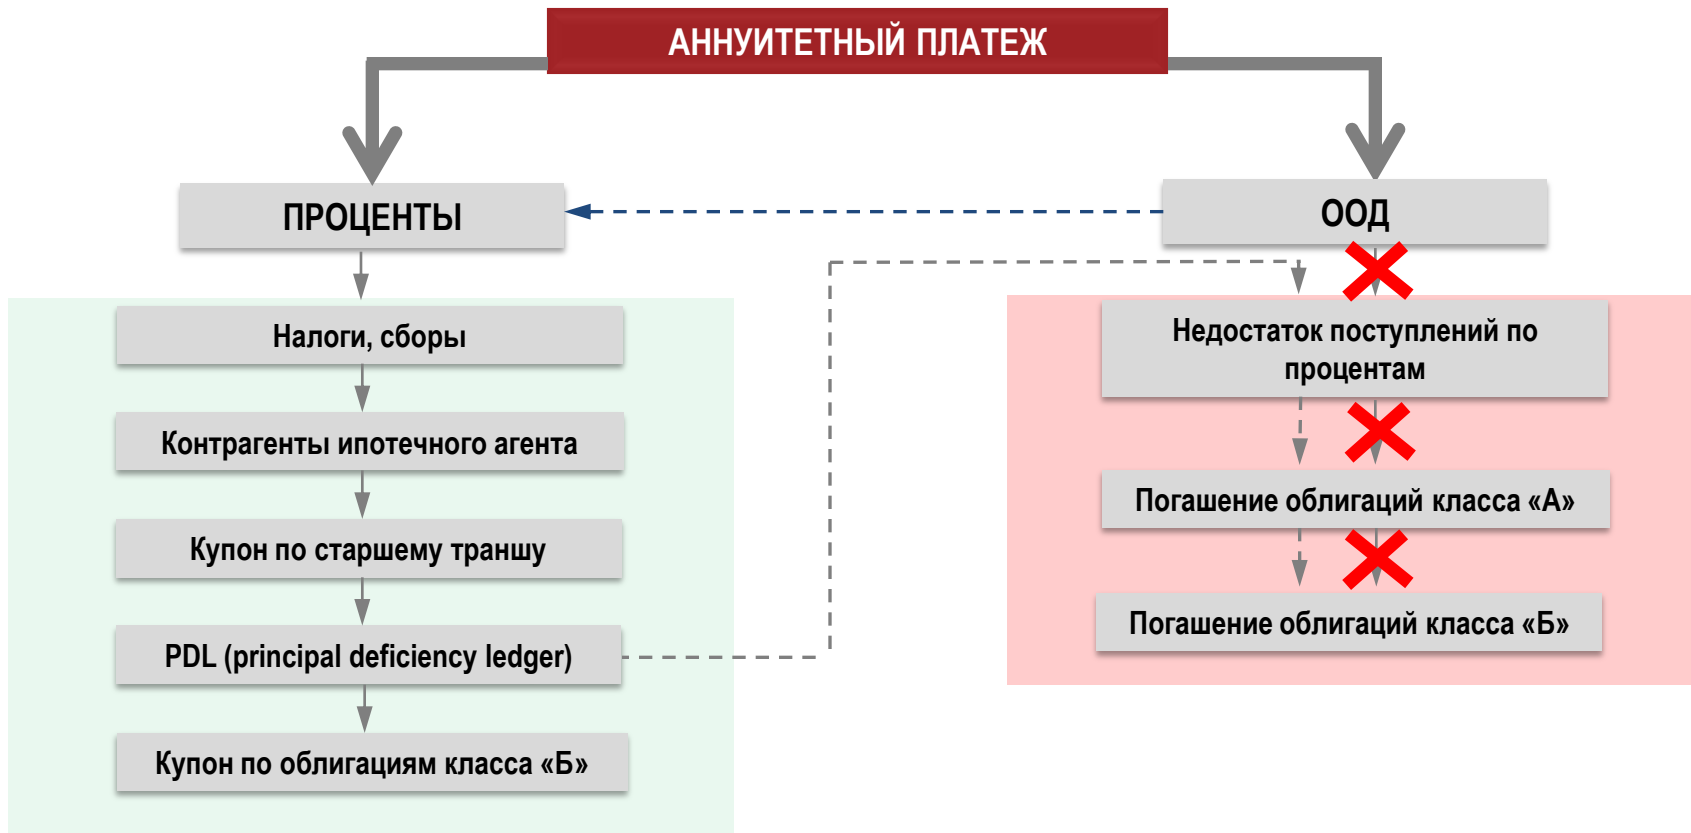 АННУИТЕТНЫЙ ПЛАТЕЖ
ПРОЦЕНТЫ
ООД
Налоги, сборы
Контрагенты ипотечного агента
Купон по старшему траншу
PDL (principal deficiency ledger)
Купон по облигациям класса «Б»
Недостаток поступлений по
процентам
Погашение облигаций класса «А»
Погашение облигаций класса «Б»